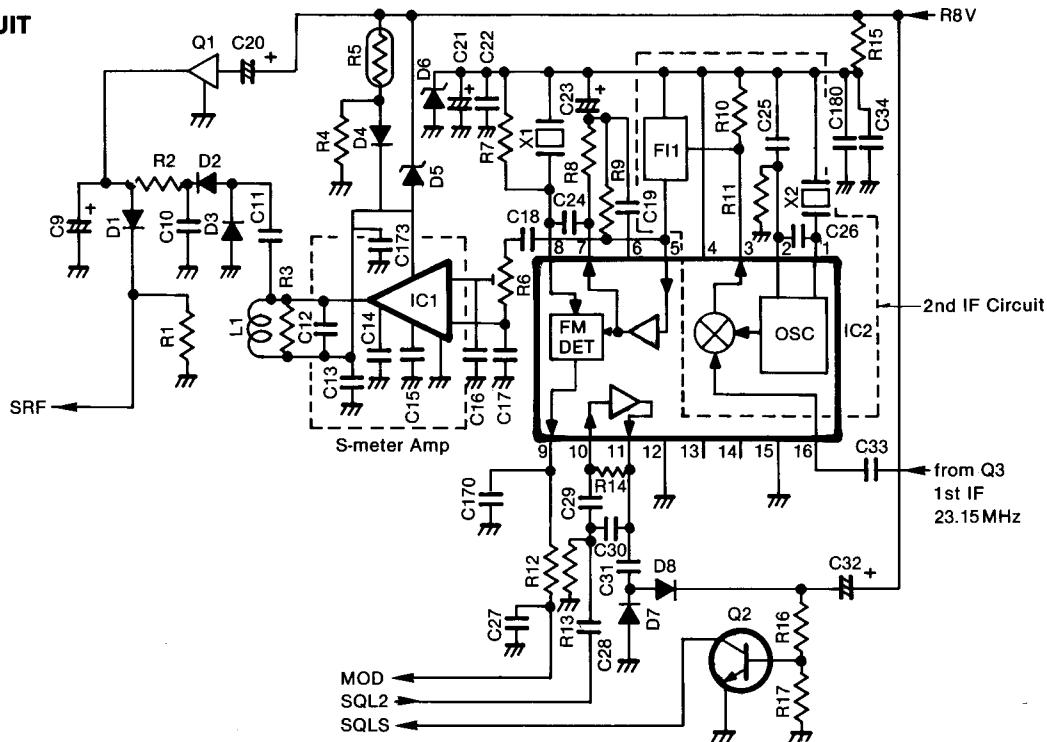 UIT
Q1
C20
+
R5
D6
C21
+
C22
R8V
R15
R4
D4
D5
R7
X1
C23
+
R8
R9
C19
FI1
R10
R11
C25
X2
C180
C34
R2
D2
C9
+
D1
C10
D3
C11
R1
L1
R3
C12
C13
C173
IC1
C14
C15
C16
C17
R6
C18
C24
C26
8
7
6
5
4
3
2
1
FM
DET
OSC
IC2
2nd IF Circuit
SRF
S-meter Amp
9
10
11
12
13
14
15
16
C33
from Q3
1st IF
23.15MHz
C170
C29
R14
C30
C31
R12
R13
C28
C27
D8
D7
C32
+
Q2
R16
R17
MOD
SQL2
SQLS